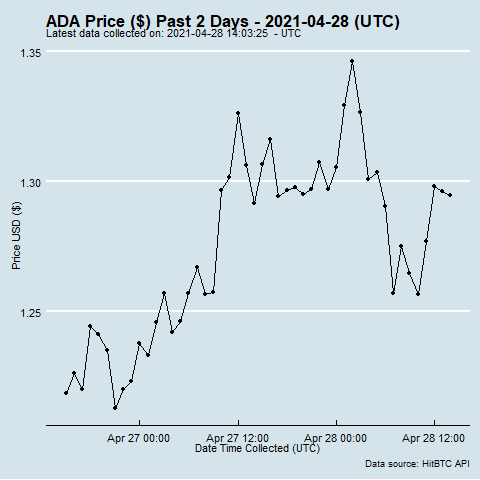 ADA Price ($) Past 2 Days - 2021-04-28 (UTC)
Latest data collected on: 2021-04-28 14:03:25  - UTC
1.35
1.30
1.25
Price USD ($)
Apr 27 00:00
Apr 27 12:00
Apr 28 00:00
Apr 28 12:00
Date Time Collected (UTC)
Data source: HitBTC API